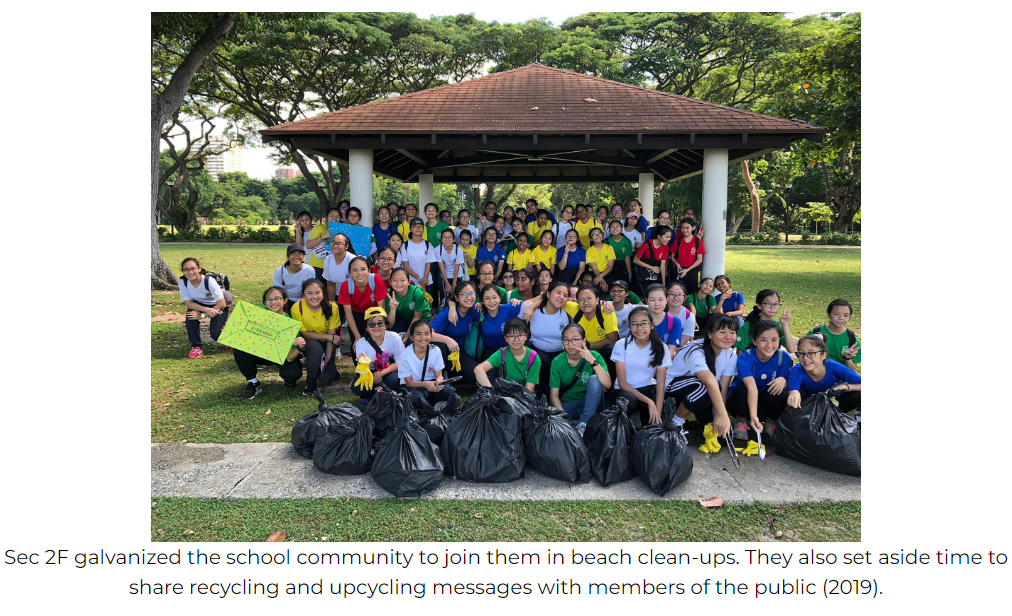 Sec 2F galvanized the school community to join them in beach clean-ups. They also set aside time to
share recycling and upcycling messages with members of the public (2019).